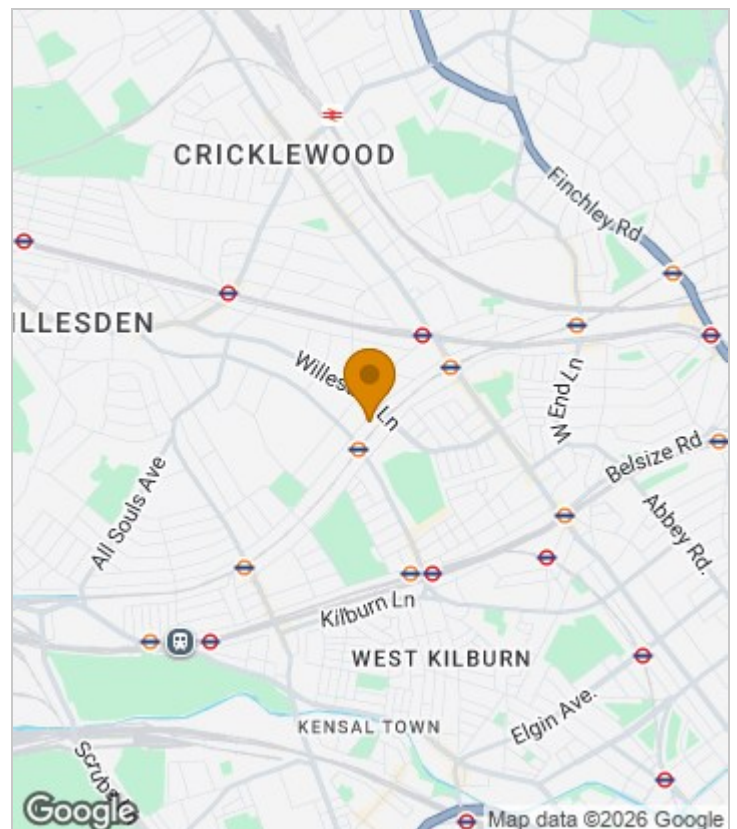 CRICKLEWOOD
Finchley Rd
ILLESDEN
Ln
W End Ln
Belsize Rd
All Souls Ave
Abbey Rd.
Kilburn Ln
WEST KILBURN
KENSAL TOWN
Elgin Ave.
Scrubs
Google
Map data ©2026 Google